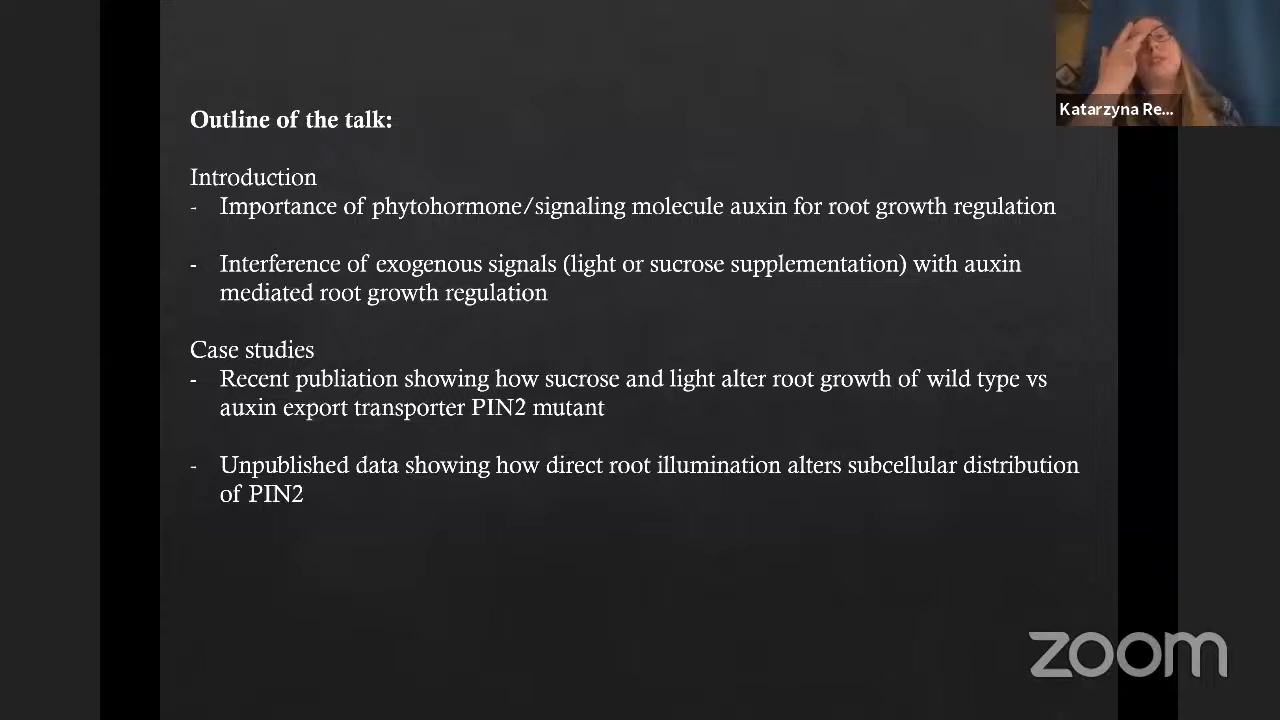 Outline of the talk:
Introduction
- Importance of phytohormone/signaling molecule auxin for root growth regulation
- Interference of exogenous signals (light or sucrose supplementation) with auxin
mediated root growth regulation
Case studies
- Recent publiation showing how sucrose and light alter root growth of wild type vs
auxin export transporter PIN2 mutant
- Unpublished data showing how direct root illumination alters subcellular distribution
of PIN2
Katarzyna Re...
zoom